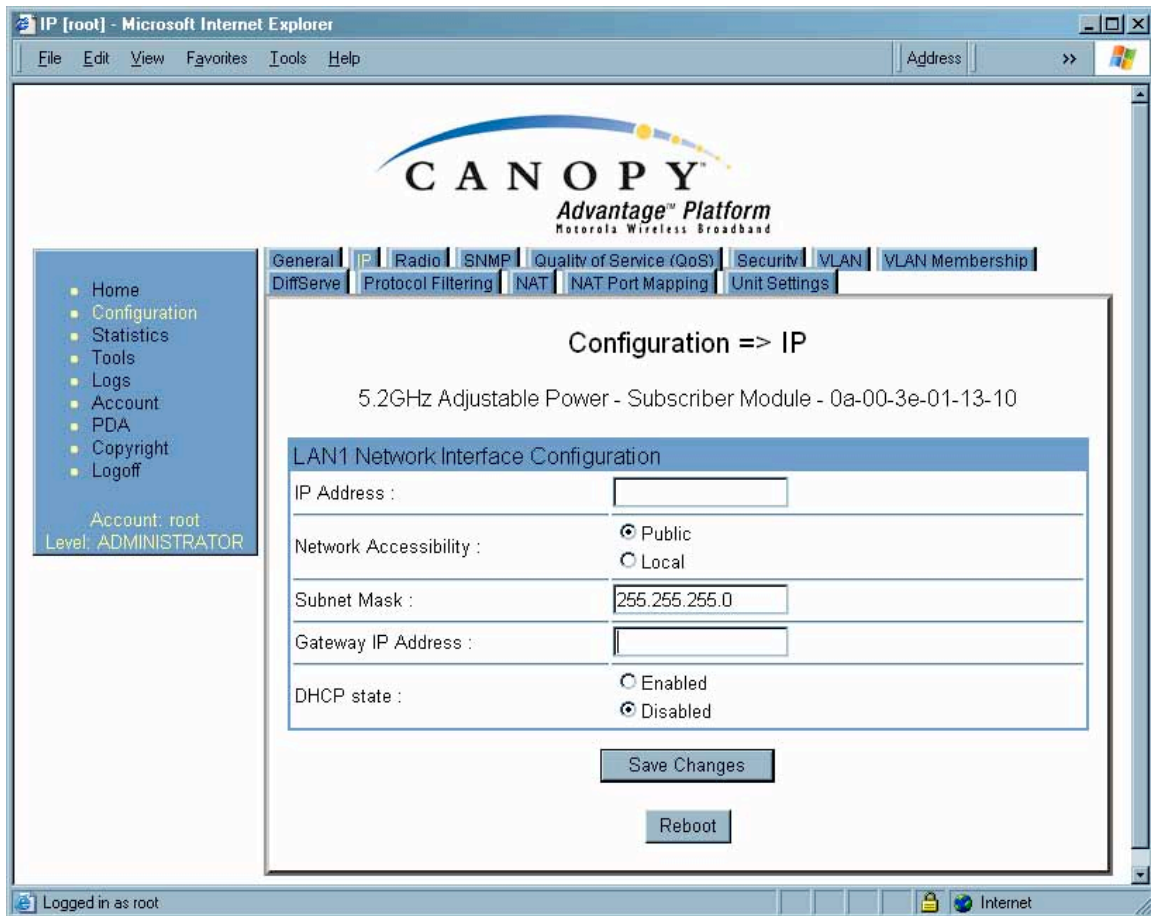 IP [root] - Microsoft Internet Explorer
File Edit View Favorites Tools Help Address »
CANOPY™
Advantage™ Platform
Motorola Wireless Broadband
General IP Radio SNMP Quality of Service (QoS) Security VLAN VLAN Membership
DiffServe Protocol Filtering NAT NAT Port Mapping Unit Settings
Home
Configuration
Statistics
Tools
Logs
Account
PDA
Copyright
Logoff
Account: root
Level: ADMINISTRATOR
Configuration => IP
5.2GHz Adjustable Power - Subscriber Module - 0a-00-3e-01-13-10
LAN1 Network Interface Configuration
IP Address :
Network Accessibility :
Public
Local
Subnet Mask : 255.255.255.0
Gateway IP Address :
DHCP state :
Enabled
Disabled
Save Changes
Reboot
Logged in as root Internet